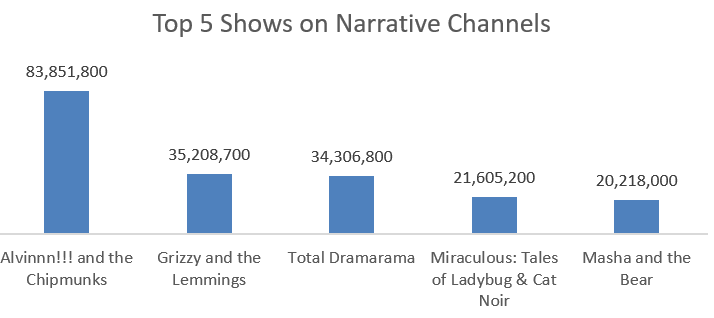 Top 5 Shows on Narrative Channels
83,851,800
35,208,700
34,306,800
21,605,200
20,218,000
Alvinnn!!! and the
Chipmunks
Grizzy and the
Lemmings
Total Dramarama
Miraculous: Tales
of Ladybug & Cat
Noir
Masha and the
Bear